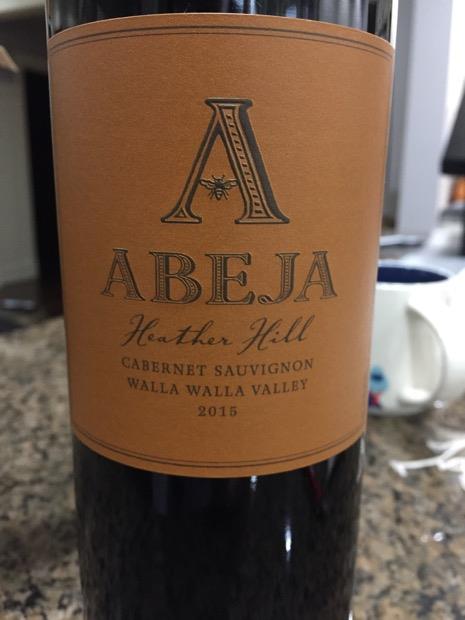 A
ABEJA
Heather Hill
CABERNET SAUVIGNON
WALLA WALLA VALLEY
2015